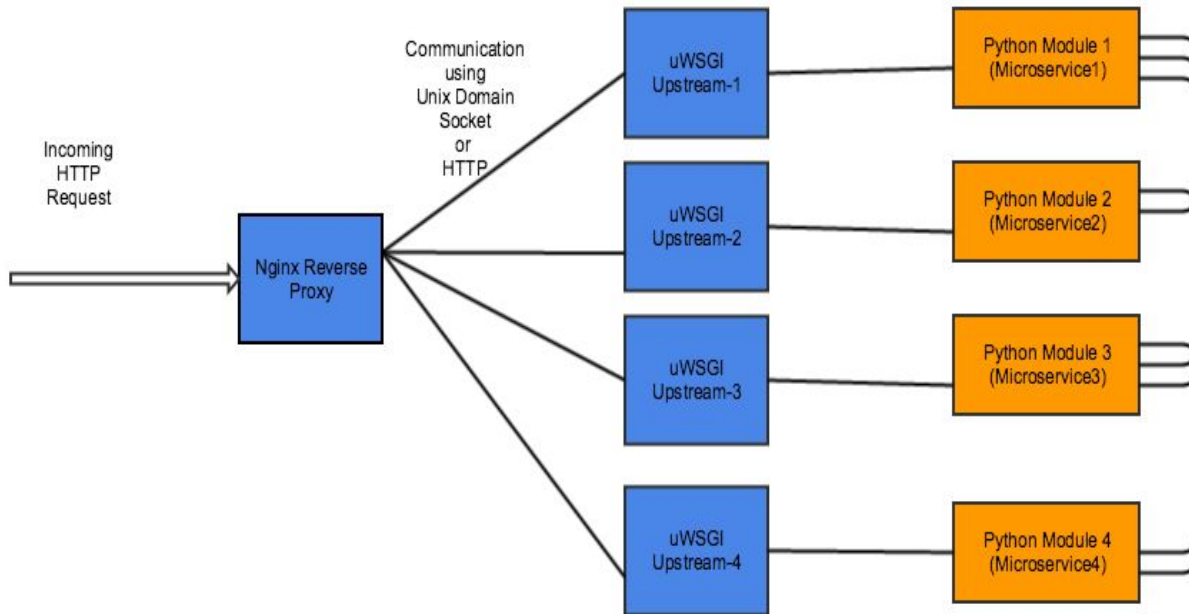 Incoming
HTTP
Request
Nginx Reverse
Proxy
Communication
using
Unix Domain
Socket
or
HTTP
uWSGI
Upstream-1
Python Module 1
(Microservice1)
uWSGI
Upstream-2
Python Module 2
(Microservice2)
uWSGI
Upstream-3
Python Module 3
(Microservice3)
uWSGI
Upstream-4
Python Module 4
(Microservice4)